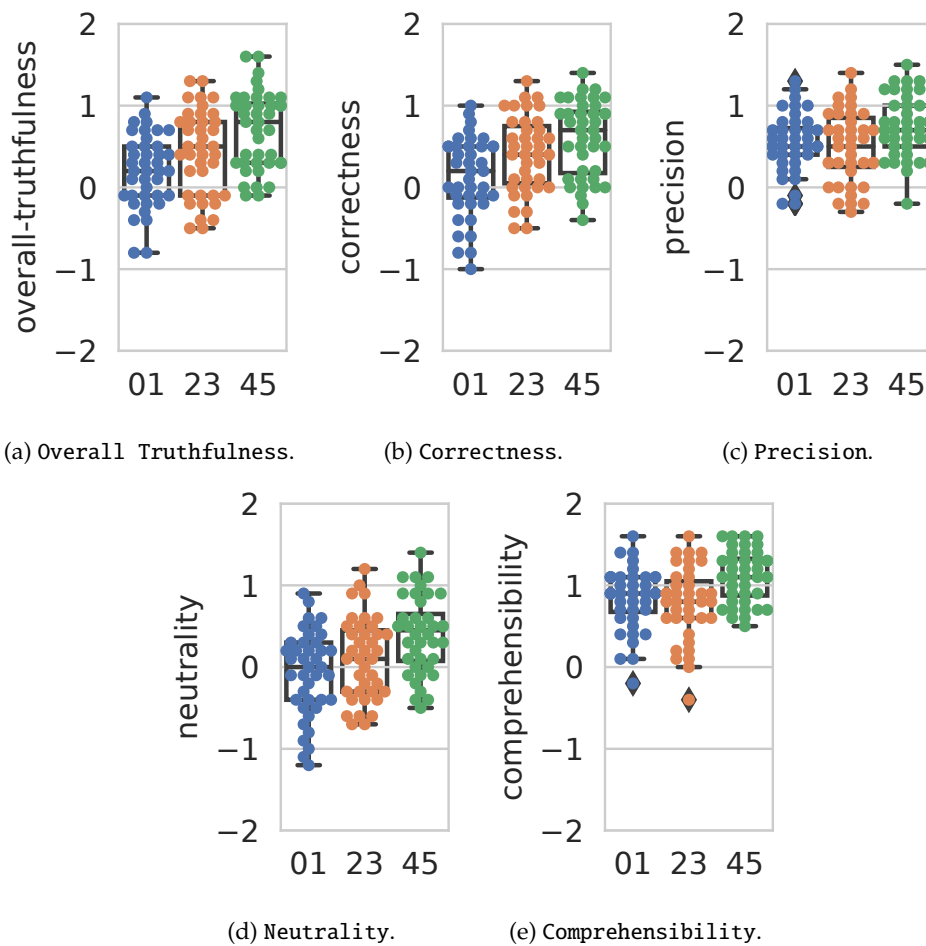 2
1
0
−1
−2
overall-truthfulness
01 23 45
(a) Overall Truthfulness.
2
1
0
−1
−2
correctness
01 23 45
(b) Correctness.
2
1
0
−1
−2
precision
01 23 45
(c) Precision.
2
1
0
−1
−2
neutrality
01 23 45
(d) Neutrality.
2
1
0
−1
−2
comprehensibility
01 23 45
(e) Comprehensibility.